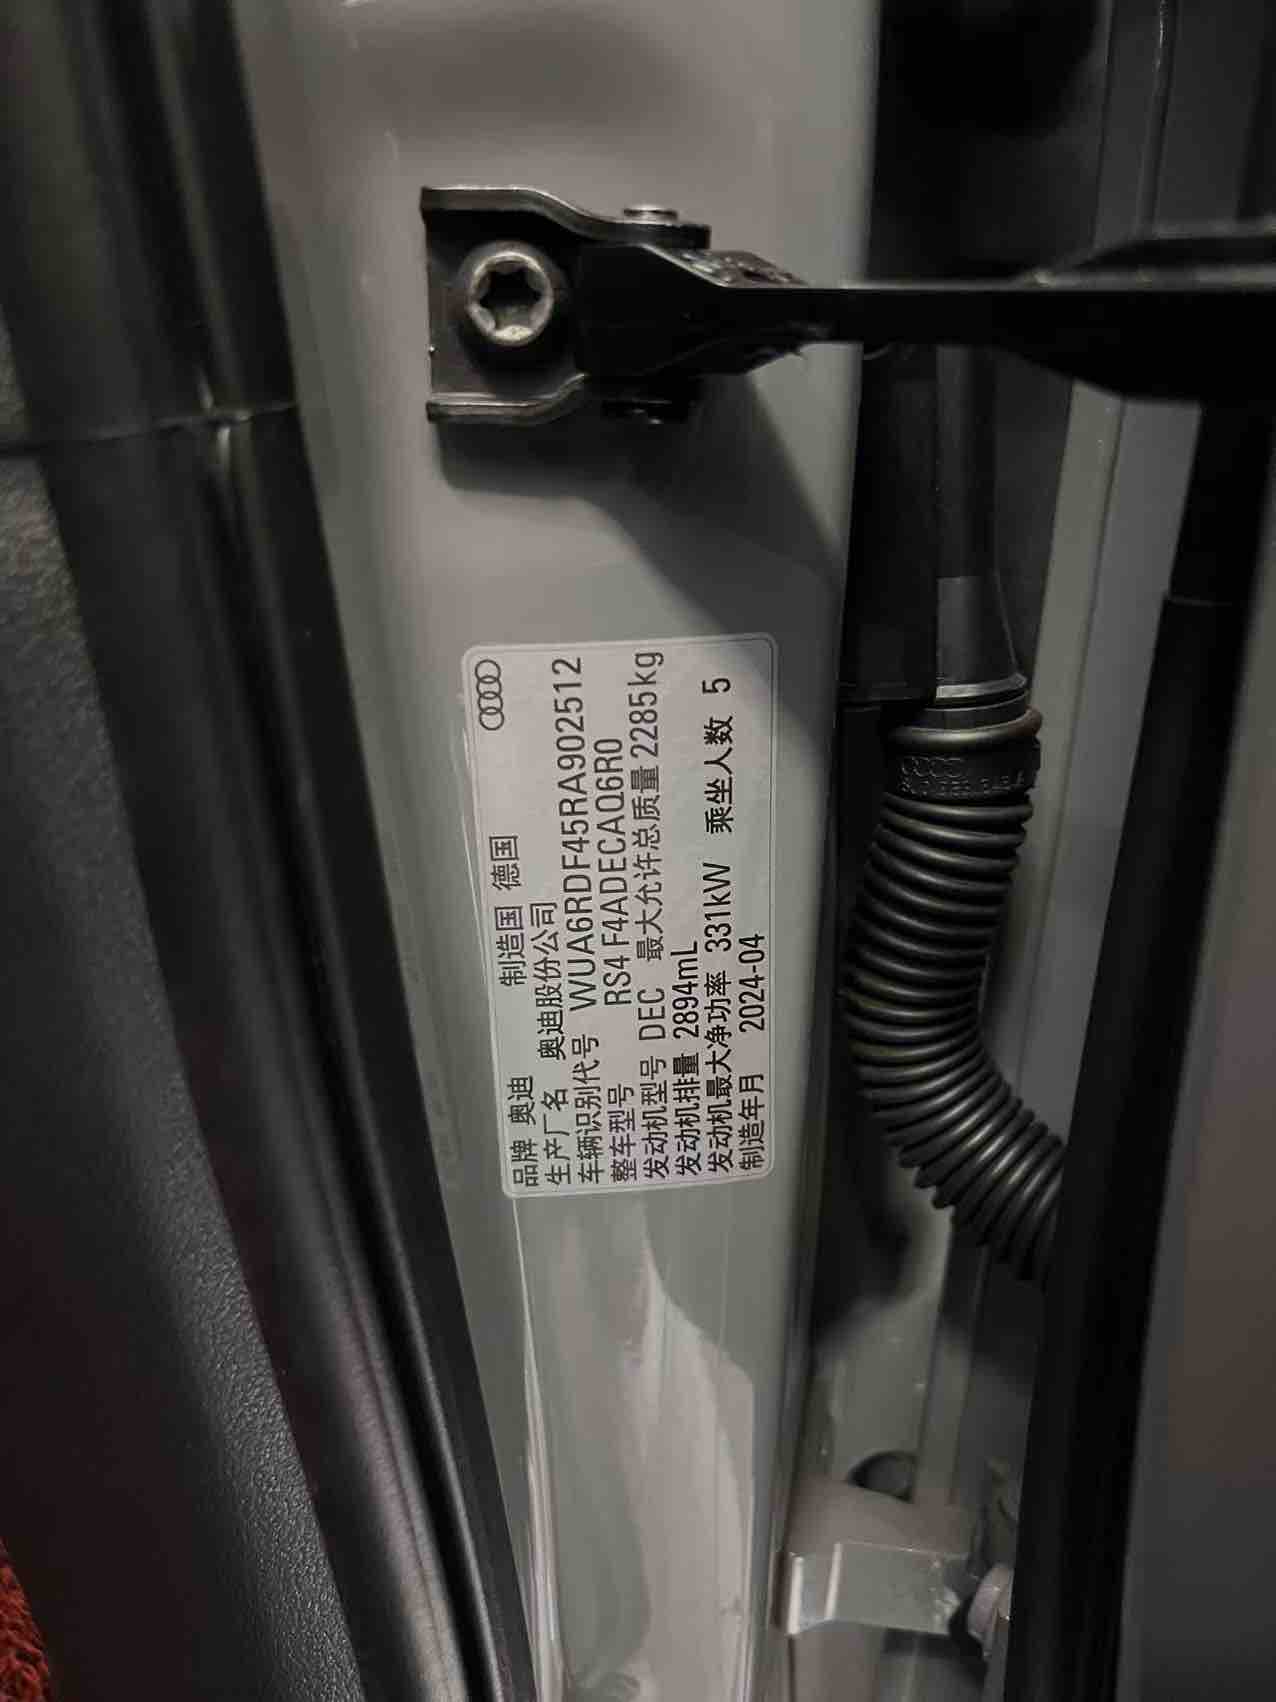 品牌 奥迪 制造国 德国
生产厂名 奥迪股份公司
车辆识别代号 WUA6RDF45RA902512
整车型号 RS4 F4ADECAQ6R0
发动机型号 DEC 最大允许总质量 2285kg
发动机排量 2894mL
发动机最大净功率 331kW 乘坐人数 5
制造年月 2024-04